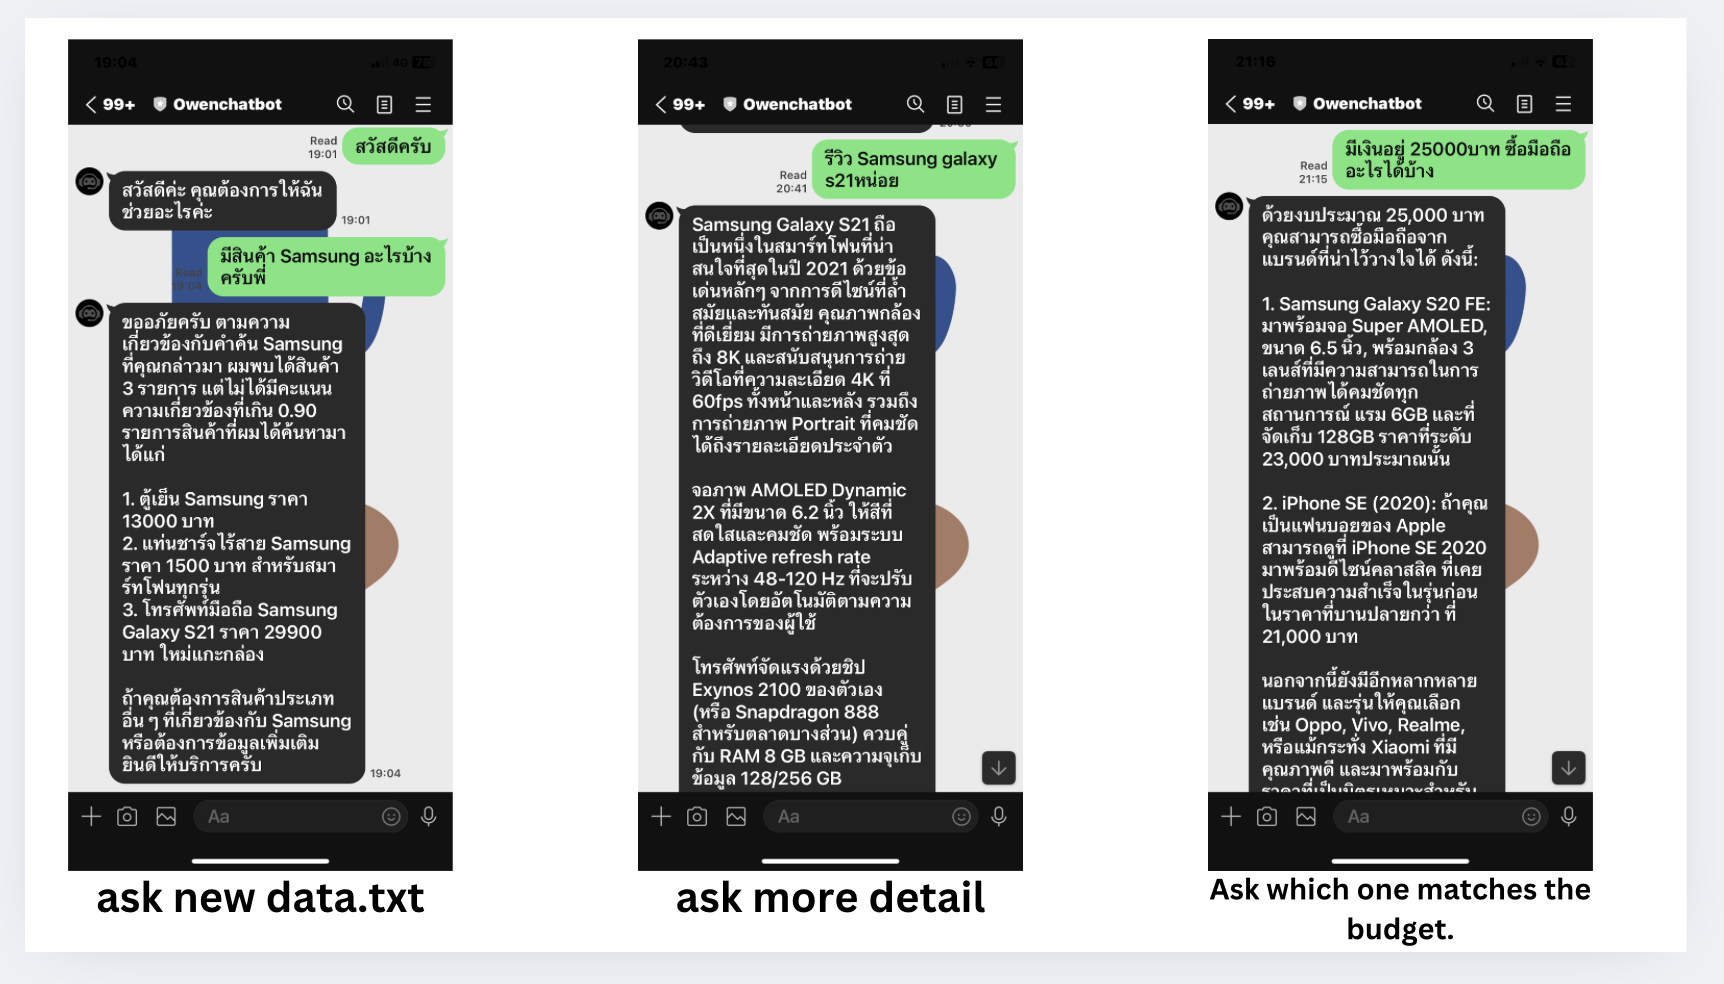 19:04
4G
99+
Owenchatbot
Read
19:01
สวัสดีครับ
สวัสดีค่ะ คุณต้องการให้ฉัน
ช่วยอะไรค่ะ
19:01
มีสินค้า Samsung อะไรบ้าง
ครับพี่
Read
19:04
ขออภัยครับ ตามความ
เกี่ยวข้องกับคำค้น Samsung
ที่คุณกล่าวมา ผมพบได้สินค้า
3 รายการ แต่ไม่ได้มีคะแนน
ความเกี่ยวข้องที่เกิน 0.90
รายการสินค้าที่ผมได้ค้นหามา
ได้แก่
1. ตู้เย็น Samsung ราคา
13000 บาท
2. แท่นชาร์จไร้สาย Samsung
ราคา 1500 บาท สำหรับสมา
ร์ทโฟนทุกรุ่น
3. โทรศัพท์มือถือ Samsung
Galaxy S21 ราคา 29900
บาท ใหม่แกะกล่อง
ถ้าคุณต้องการสินค้าประเภท
อื่น ๆ ที่เกี่ยวข้องกับ Samsung
หรือต้องการข้อมูลเพิ่มเติม
ยินดีให้บริการครับ
19:04
Aa
ask new data.txt
20:43
99+
Owenchatbot
รีวิว Samsung galaxy
s21หน่อย
Read
20:41
Samsung Galaxy S21 ถือ
เป็นหนึ่งในสมาร์ทโฟนที่น่า
สนใจที่สุดในปี 2021 ด้วยข้อ
เด่นหลักๆ จากการดีไซน์ที่ล้ำ
สมัยและทันสมัย คุณภาพกล้อง
ที่ดีเยี่ยม มีการถ่ายภาพสูงสุด
ถึง 8K และสนับสนุนการถ่าย
วิดีโอที่ความละเอียด 4K ที่
60fps ทั้งหน้าและหลัง รวมถึง
การถ่ายภาพ Portrait ที่คมชัด
ได้ถึงรายละเอียดประจำตัว
จอภาพ AMOLED Dynamic
2X ที่มีขนาด 6.2 นิ้ว ให้สีที่
สดใสและคมชัด พร้อมระบบ
Adaptive refresh rate
ระหว่าง 48-120 Hz ที่จะปรับ
ตัวเองโดยอัตโนมัติตามความ
ต้องการของผู้ใช้
โทรศัพท์จัดแรงด้วยชิป
Exynos 2100 ของตัวเอง
(หรือ Snapdragon 888
สำหรับตลาดบางส่วน) ควบคู่
กับ RAM 8 GB และความจุเก็บ
ข้อมูล 128/256 GB
Aa
ask more detail
21:16
99+
Owenchatbot
มีเงินอยู่ 25000บาท ซื้อมือถือ
อะไรได้บ้าง
Read
21:15
ด้วยงบประมาณ 25,000 บาท
คุณสามารถซื้อมือถือจาก
แบรนด์ที่น่าไว้วางใจได้ ดังนี้:
1. Samsung Galaxy S20 FE:
มาพร้อมจอ Super AMOLED,
ขนาด 6.5 นิ้ว, พร้อมกล้อง 3
เลนส์ที่มีความสามารถในการ
ถ่ายภาพได้คมชัดทุก
สถานการณ์ แรม 6GB และที่
จัดเก็บ 128GB ราคาที่ระดับ
23,000 บาทประมาณนั้น
2. iPhone SE (2020): ถ้าคุณ
เป็นแฟนบอยของ Apple
สามารถดูที่ iPhone SE 2020
มาพร้อมดีไซน์คลาสสิค ที่เคย
ประสบความสำเร็จในรุ่นก่อน
ในราคาที่บานปลายกว่า ที่
21,000 บาท
นอกจากนี้ยังมีอีกหลากหลาย
แบรนด์ และรุ่นให้คุณเลือก
เช่น Oppo, Vivo, Realme,
หรือแม้กระทั่ง Xiaomi ที่มี
คุณภาพดี และมาพร้อมกับ
ราคาที่เป็นมิตรเหมาะสำหรับ
Aa
Ask which one matches the
budget.